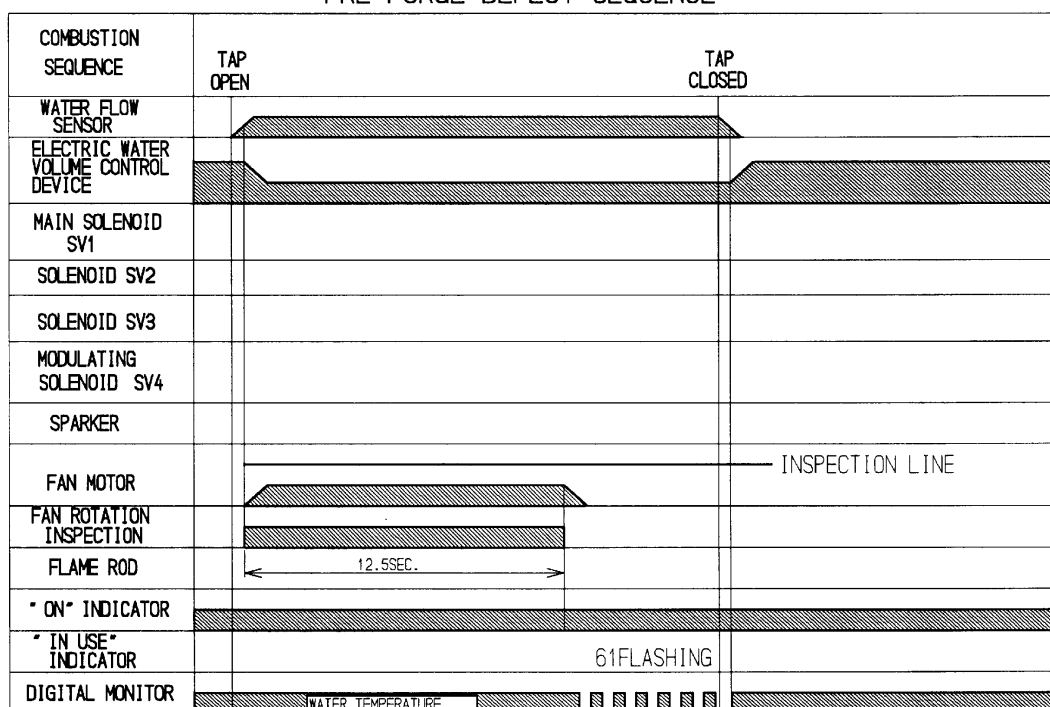 PRE-PURGE DEFECT SEQUENCE
COMBUSTION
SEQUENCE
TAP
OPEN
TAP
CLOSED
WATER FLOW
SENSOR
ELECTRIC WATER
VOLUME CONTROL
DEVICE
MAIN SOLENOID
SV1
SOLENOID SV2
SOLENOID SV3
MODULATING
SOLENOID SV4
SPARKER
INSPECTION LINE
FAN MOTOR
FAN ROTATION
INSPECTION
FLAME ROD
12.5SEC.
" ON" INDICATOR
" IN USE"
INDICATOR
61FLASHING
DIGITAL MONITOR
WATER TEMPERATURE